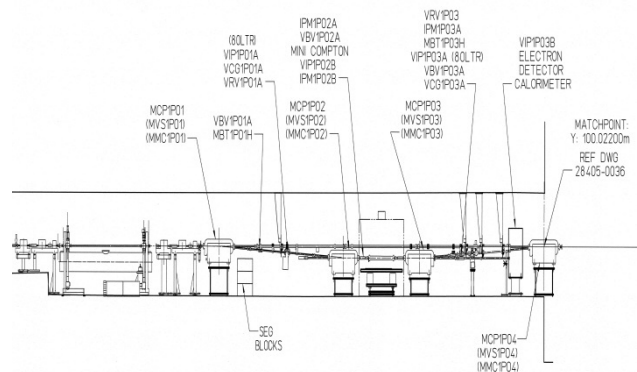 (80LTR)
VIP1P01A
VCG1P01A
VRV1P01A
IPM1P02A
VBV1P02A
MINI COMPTON
VIP1P02B
IPM1P02B
VRV1P03
IPM1P03A
MBT1P03H
VIP1P03A (80LTR)
VBV1P03A
VCG1P03A
VIP1P03B
ELECTRON
DETECTOR
CALORIMETER
MCP1P01
(MVS1P01)
(MMC1P01)
VBV1P01A
MBT1P01H
MCP1P02
(MVS1P02)
(MMC1P02)
MCP1P03
(MVS1P03)
(MMC1P03)
MATCHPOINT:
Y: 100.02200m
REF DWG
28405-0036
SEG
BLOCKS
MCP1P04
(MVS1P04)
(MMC1P04)